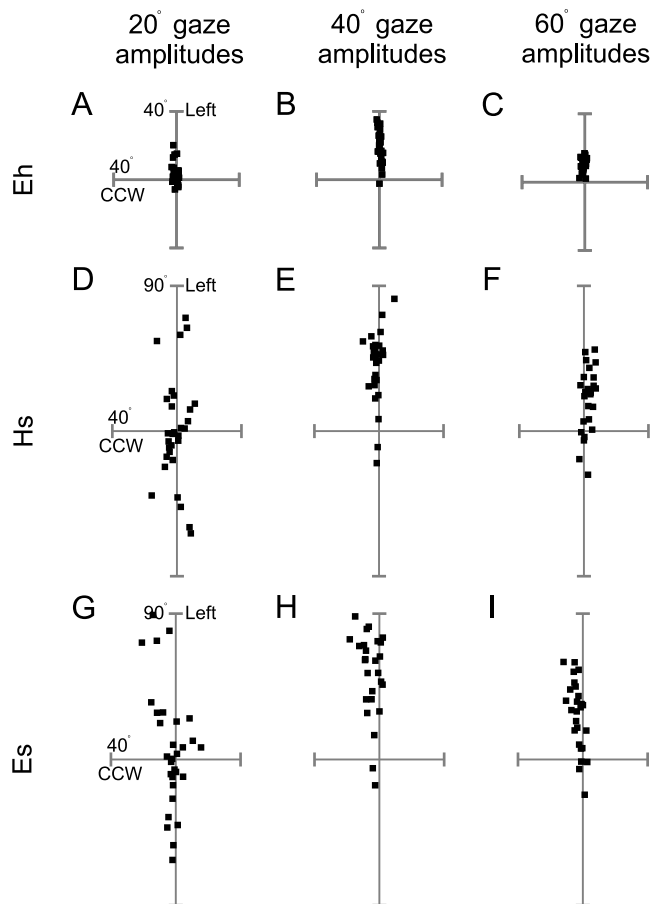 20° gaze amplitudes
40° gaze amplitudes
60° gaze amplitudes
A
B
C
40° Left
40°
CCW
Eh
D
E
F
90° Left
40°
CCW
Hs
G
H
I
90° Left
40°
CCW
Es